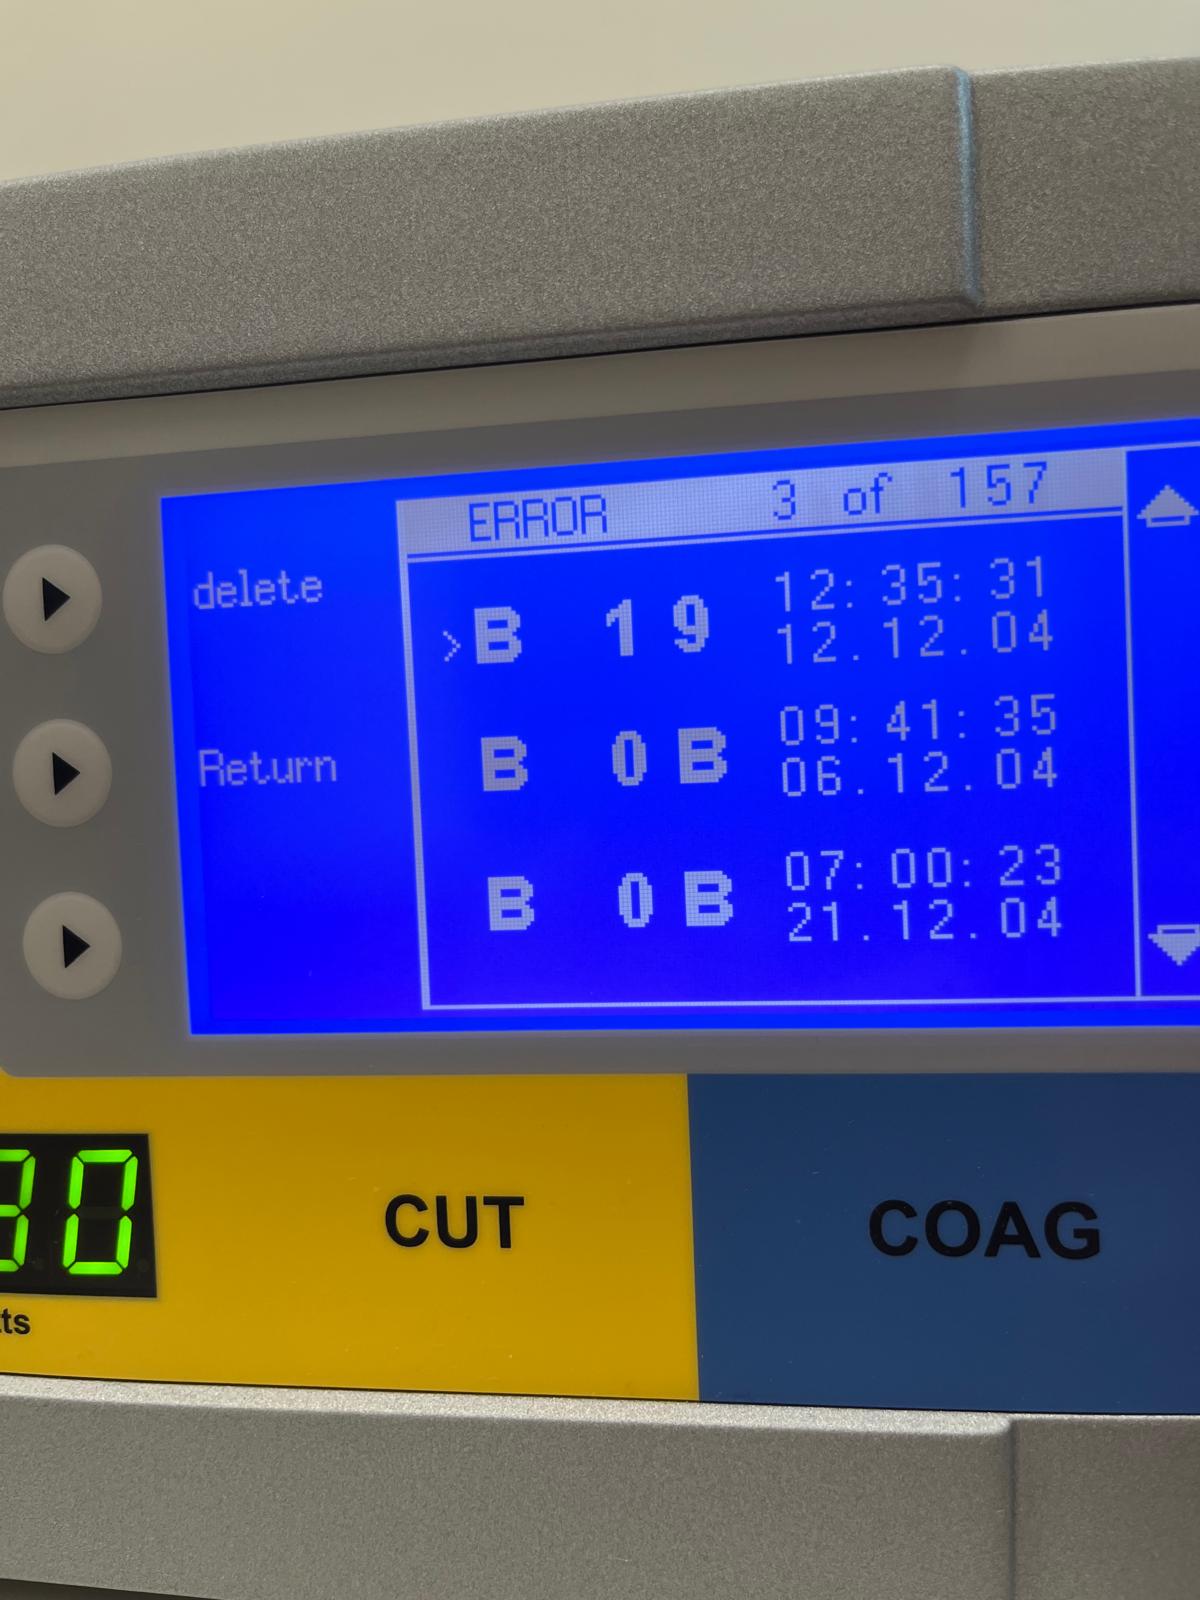 ERROR 3 of 157
delete
>B 19 12:35:31
12.12.04
Return
B 0B 09:41:35
06.12.04
B 0B 07:00:23
21.12.04
30
CUT
COAG